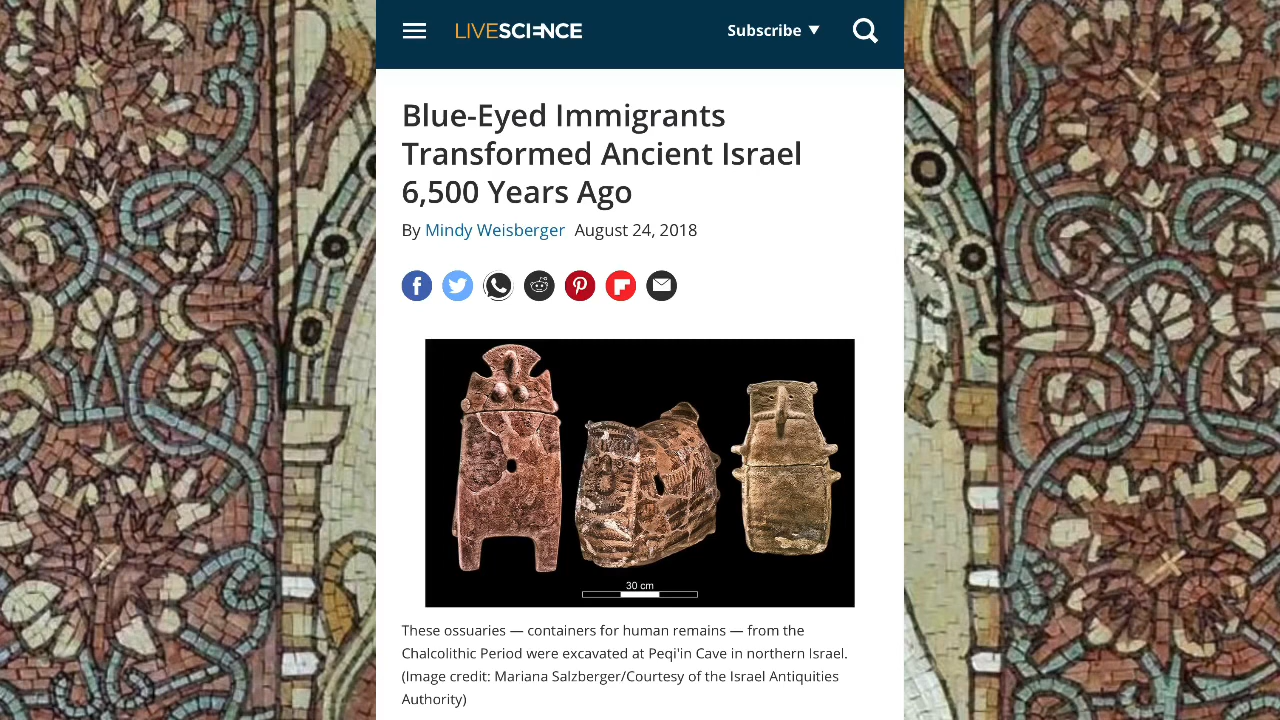 LIVESCIENCE
Subscribe
Blue-Eyed Immigrants
Transformed Ancient Israel
6,500 Years Ago
By Mindy Weisberger August 24, 2018
30 cm
These ossuaries — containers for human remains — from the
Chalcolithic Period were excavated at Peqi'in Cave in northern Israel.
(Image credit: Mariana Salzberger/Courtesy of the Israel Antiquities
Authority)